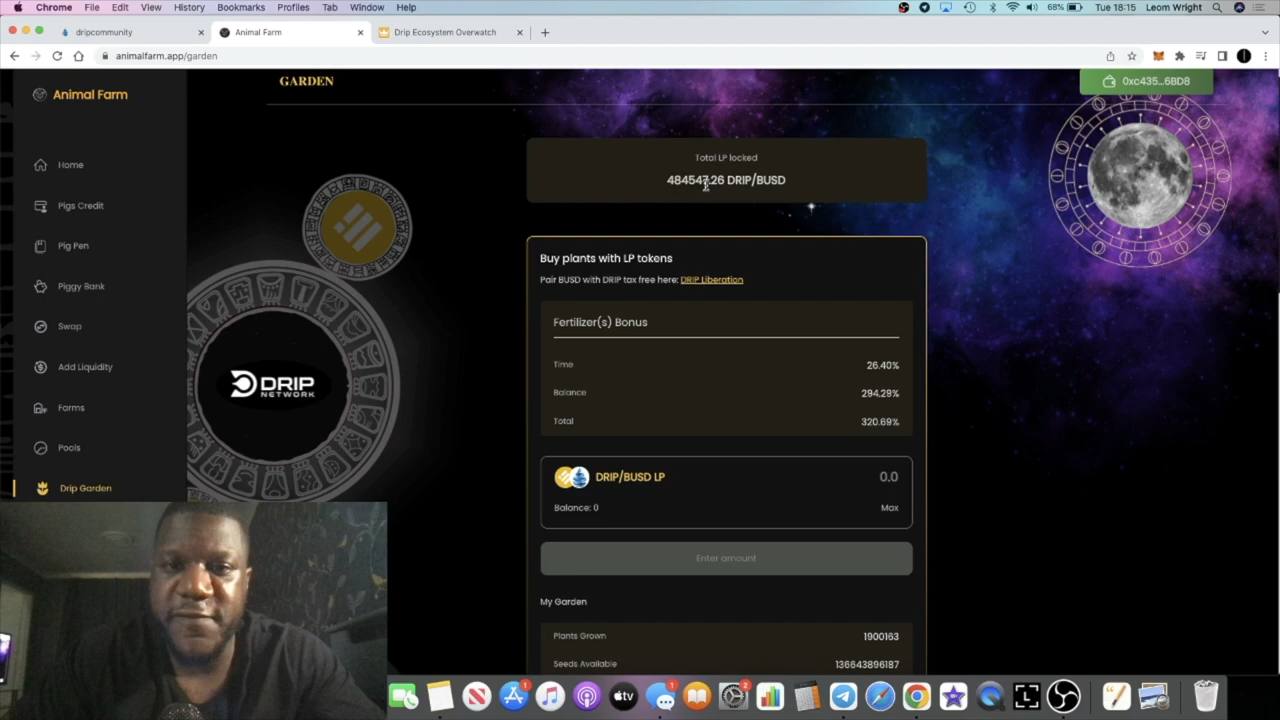 Chrome File Edit View History Bookmarks Profiles Tab Window Help 68% Tue 18:15 Leom Wright
dripcommunity Animal Farm Drip Ecosystem Overwatch
animalfarm.app/garden
Animal Farm
Home
Pigs Credit
Pig Pen
Piggy Bank
Swap
Add Liquidity
Farms
Pools
Drip Garden
GARDEN
0xc435...6BD8
Total LP locked
484547.26 DRIP/BUSD
DRIP
NETWORK
Buy plants with LP tokens
Pair BUSD with DRIP tax free here: DRIP Liberation
Fertilizer(s) Bonus
Time 26.40%
Balance 294.29%
Total 320.69%
DRIP/BUSD LP 0.0
Balance: 0 Max
Enter amount
My Garden
Plants Grown 1900163
Seeds Available 136643896187